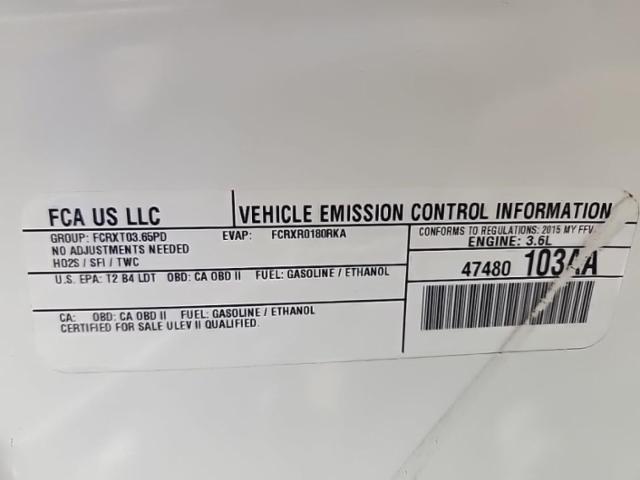 FCA US LLC
VEHICLE EMISSION CONTROL INFORMATION
GROUP: FCRXT03.65PD EVAP: FCRXR0180RKA
NO ADJUSTMENTS NEEDED
HO2S / SFI / TWC
CONFORMS TO REGULATIONS: 2015 MY FFV
ENGINE: 3.6L
U.S. EPA: T2 B4 LDT OBD: CA OBD II FUEL: GASOLINE / ETHANOL
47480 1034AA
CA: OBD: CA OBD II FUEL: GASOLINE / ETHANOL
CERTIFIED FOR SALE ULEV II QUALIFIED.